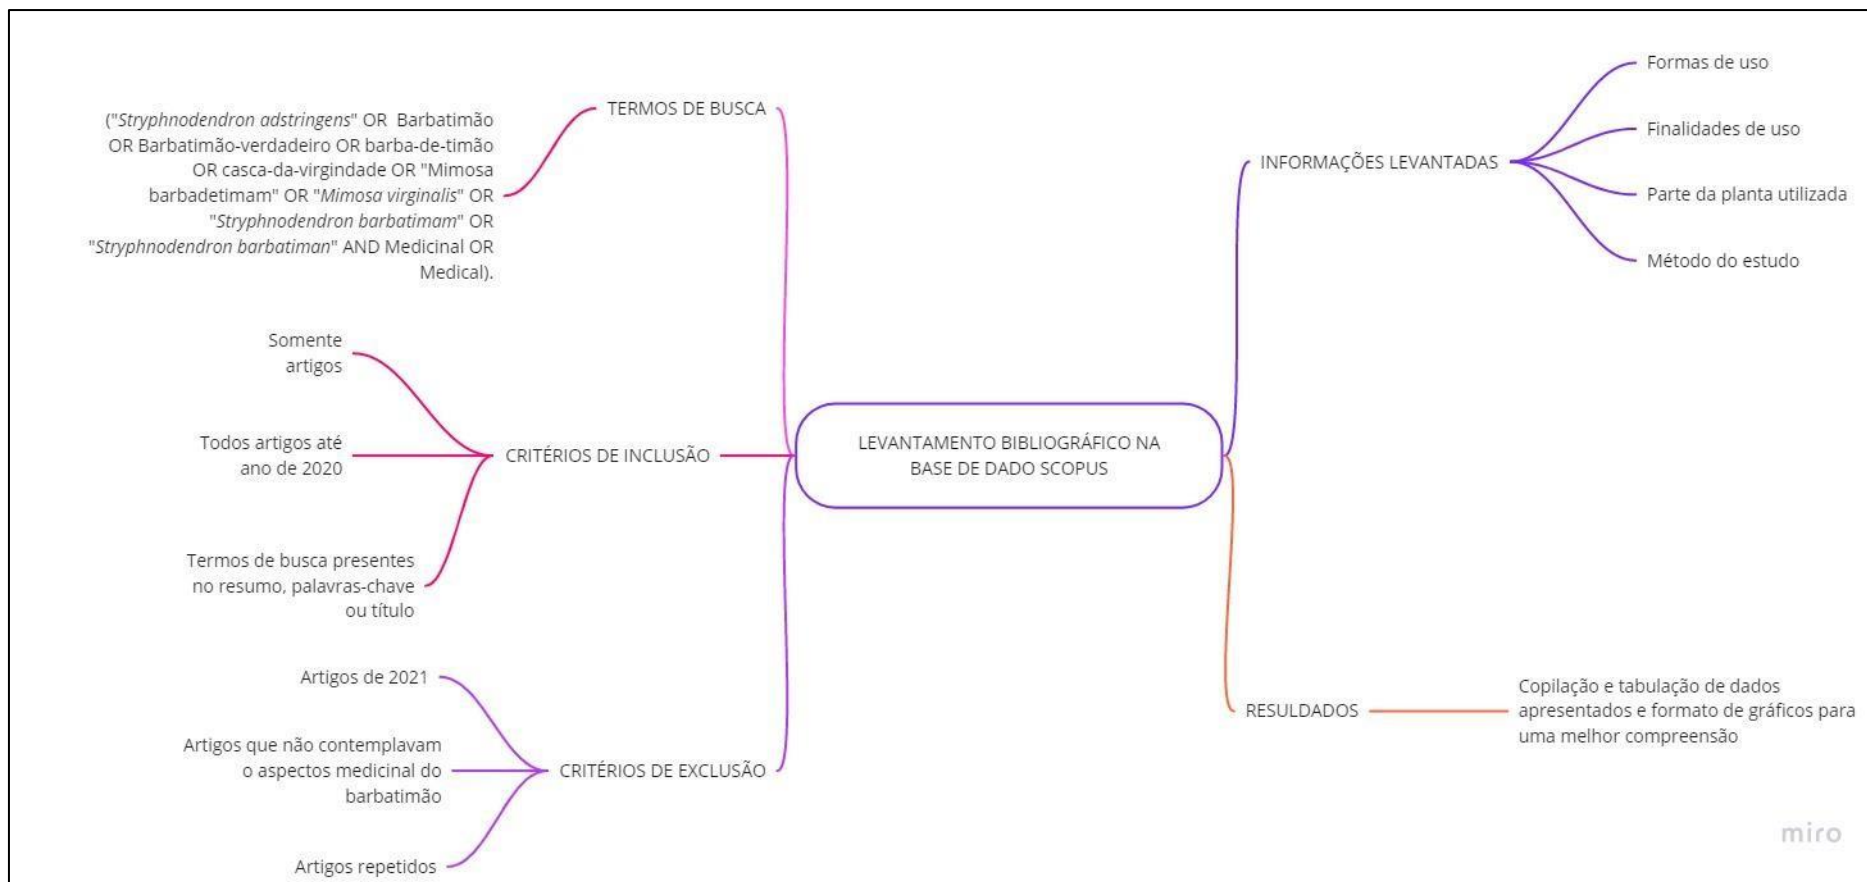 TERMOS DE BUSCA
("Stryphnodendron adstringens" OR Barbatimão
OR Barbatimão-verdadeiro OR barba-de-timão
OR casca-da-virgindade OR "Mimosa
barbadetimam" OR "Mimosa virginalis" OR
"Stryphnodendron barbatimam" OR
"Stryphnodendron barbatiman" AND Medicinal OR
Medical).
CRITÉRIOS DE INCLUSÃO
Somente
artigos
Todos artigos até
ano de 2020
Termos de busca presentes
no resumo, palavras-chave
ou título
CRITÉRIOS DE EXCLUSÃO
Artigos de 2021
Artigos que não contemplavam
o aspectos medicinal do
barbatimão
Artigos repetidos
LEVANTAMENTO BIBLIOGRÁFICO NA
BASE DE DADO SCOPUS
INFORMAÇÕES LEVANTADAS
Formas de uso
Finalidades de uso
Parte da planta utilizada
Método do estudo
RESULDADOS
Copilação e tabulação de dados
apresentados e formato de gráficos para
uma melhor compreensão
miro